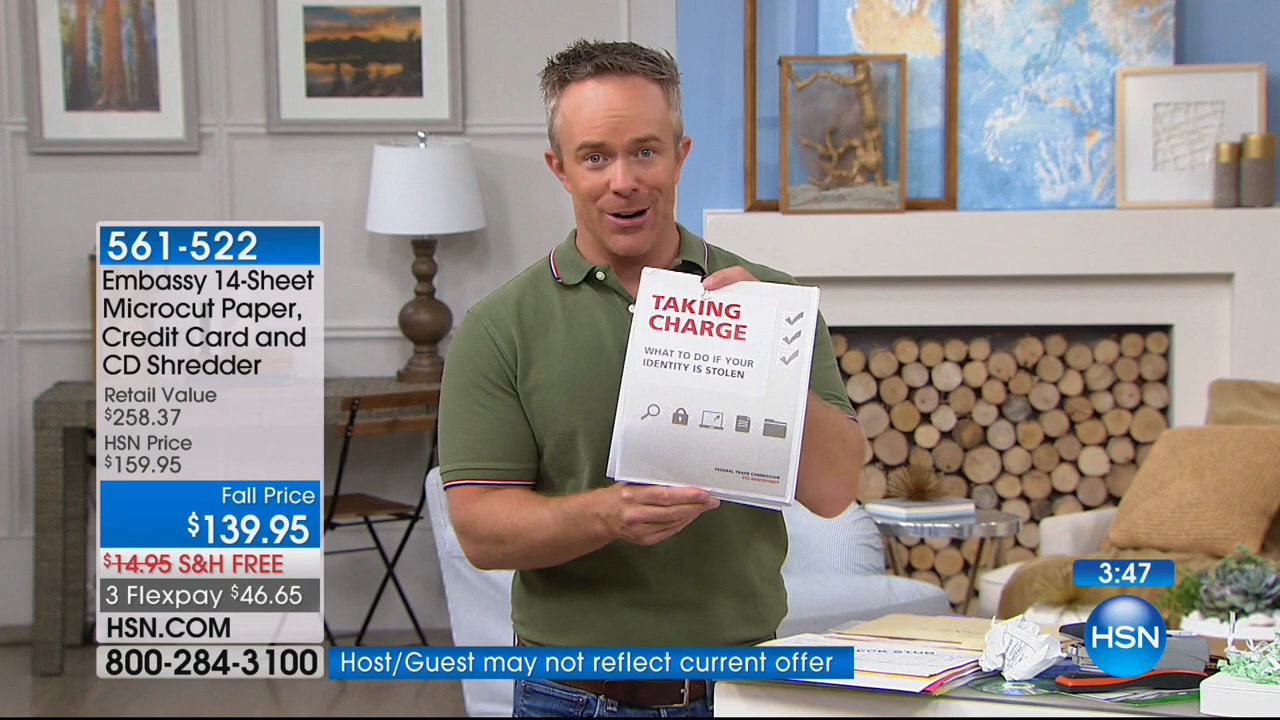 561-522
Embassy 14-Sheet
Microcut Paper,
Credit Card and
CD Shredder
Retail Value
$258.37
HSN Price
$159.95
Fall Price
$139.95
$14.95 S&H FREE
3 Flexpay $46.65
HSN.COM
800-284-3100
Host/Guest may not reflect current offer
TAKING
CHARGE
WHAT TO DO IF YOUR
IDENTITY IS STOLEN
FEDERAL TRADE COMMISSION
3:47
HSN